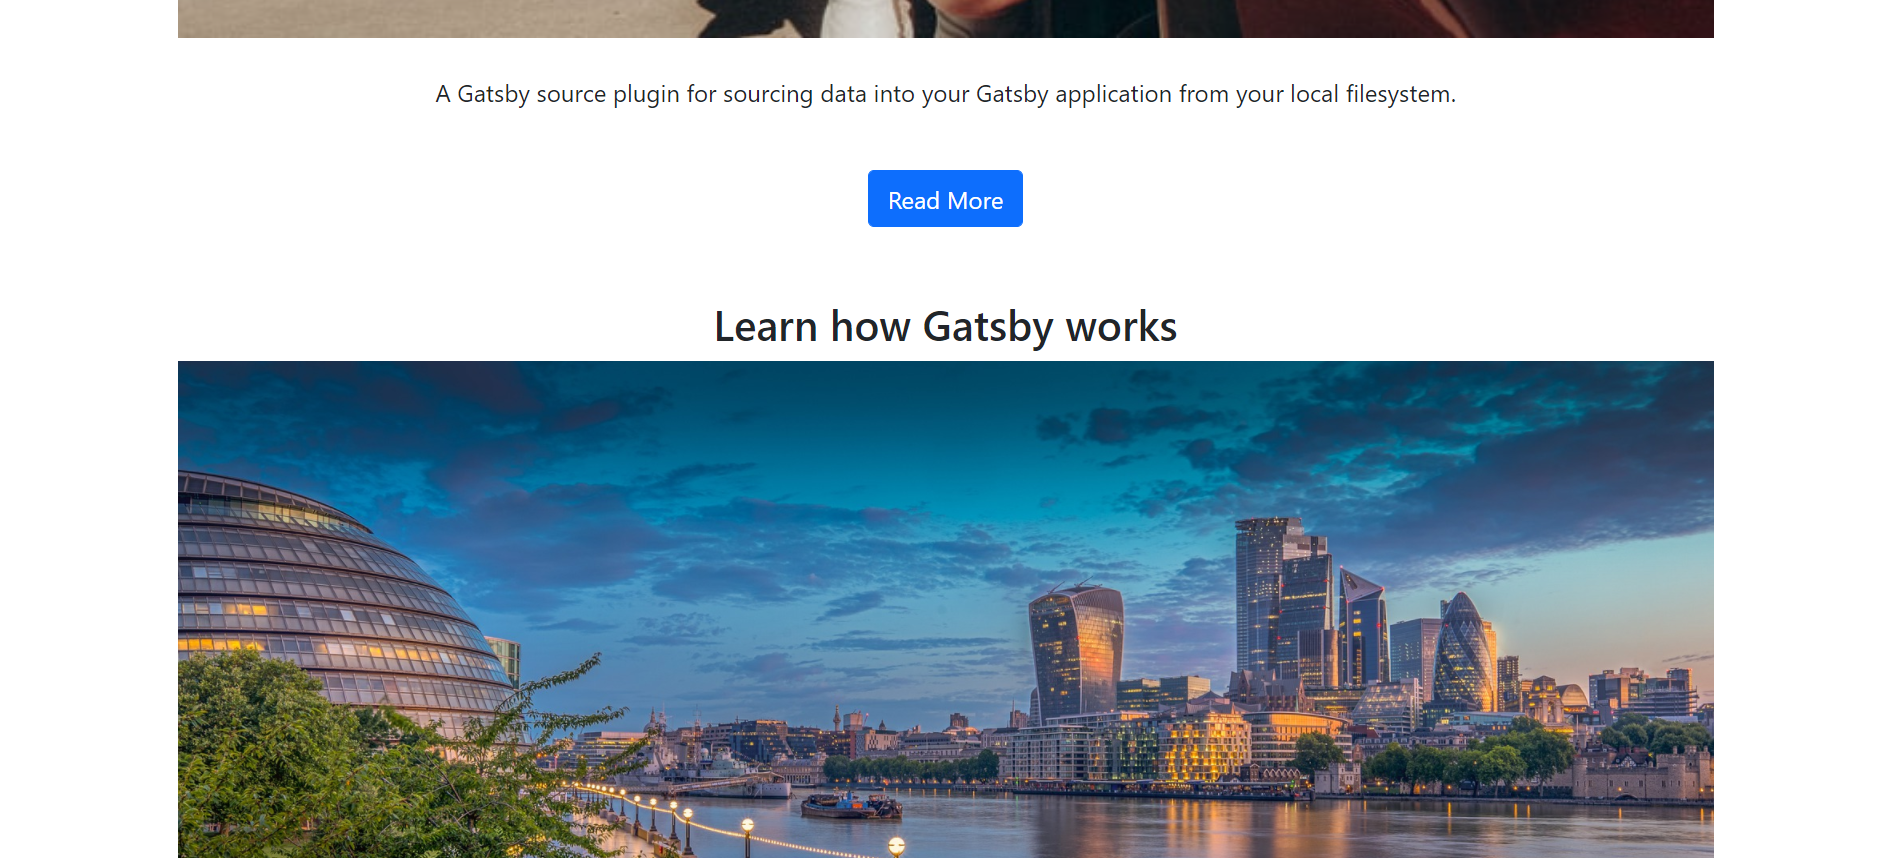 A Gatsby source plugin for sourcing data into your Gatsby application from your local filesystem.
Read More
Learn how Gatsby works